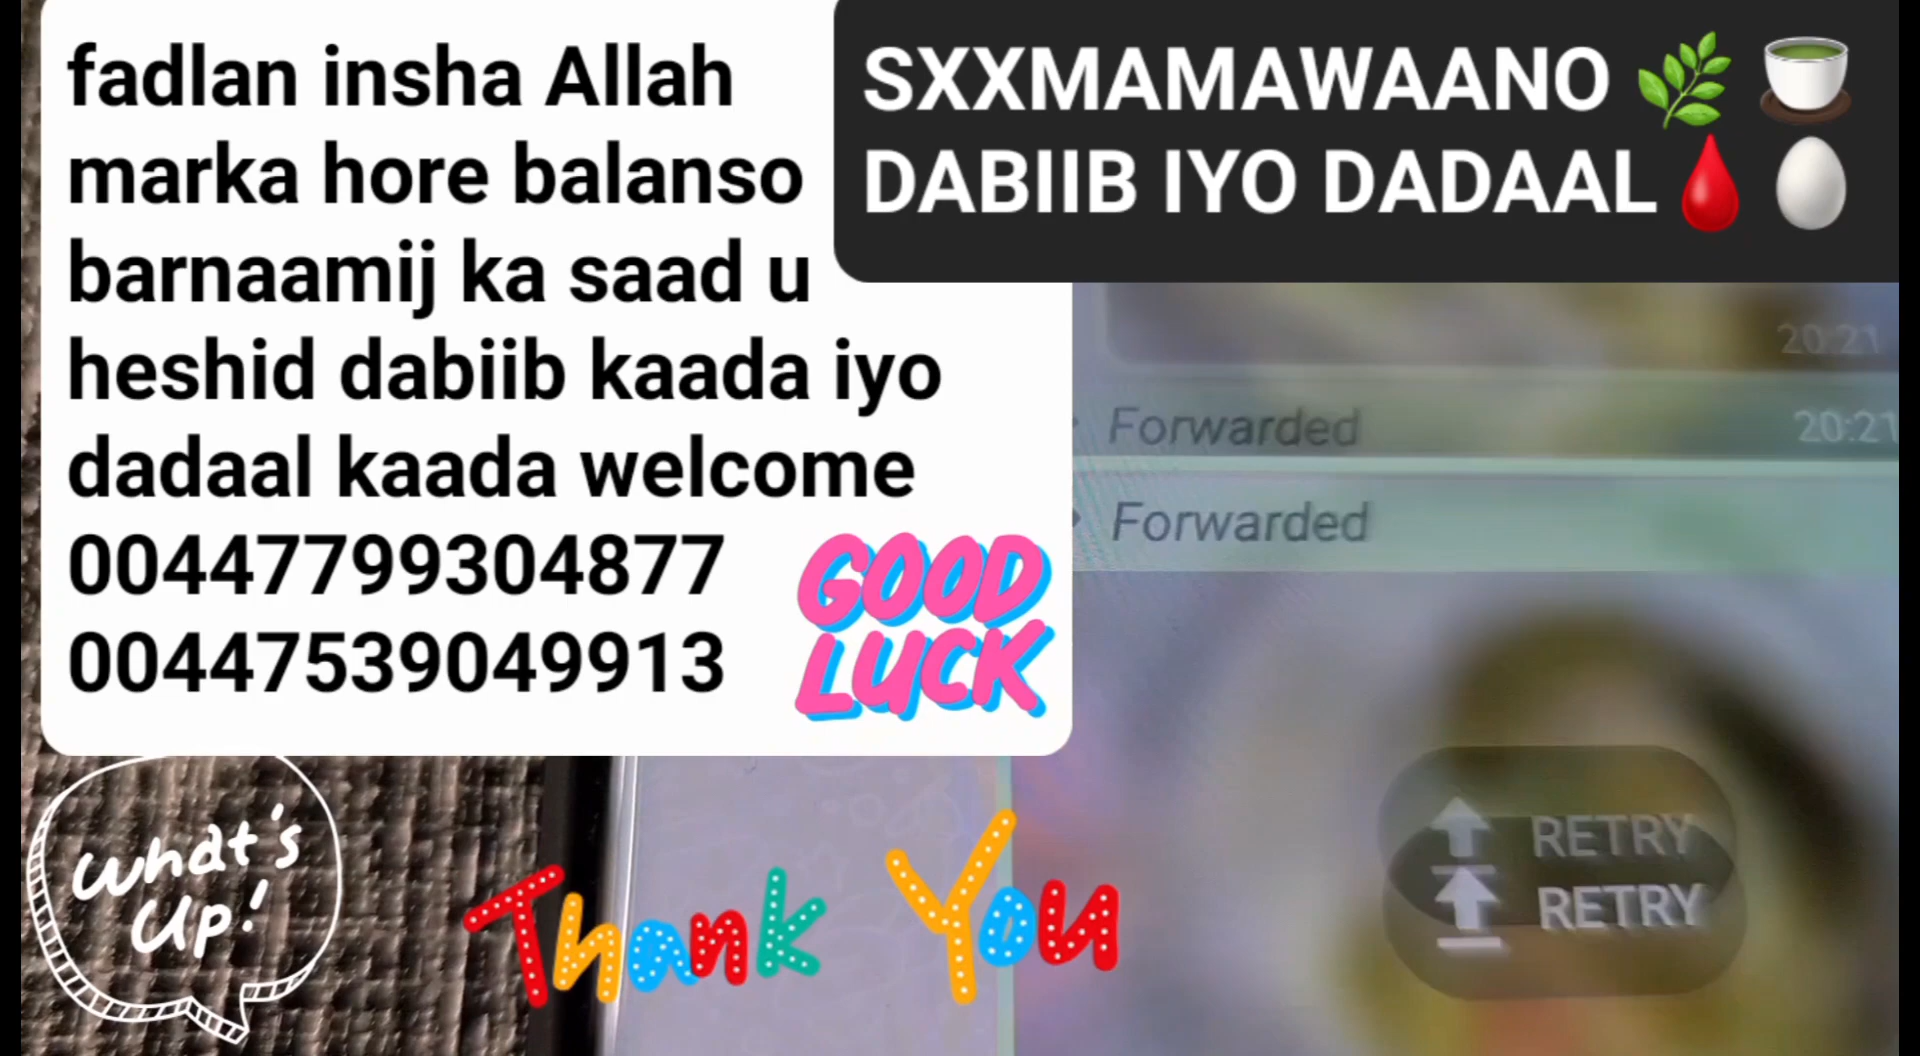 fadlan insha Allah
marka hore balanso
barnaamij ka saad u
heshid dabiib kaada iyo
dadaal kaada welcome
00447799304877
00447539049913
GOOD
LUCK
SXXMAMAWAANO 🌿 🍵
DABIIB IYO DADAAL🩸 🥚
20:21
Forwarded 20:21
Forwarded
RETRY
RETRY
What's
Up!
Thank You